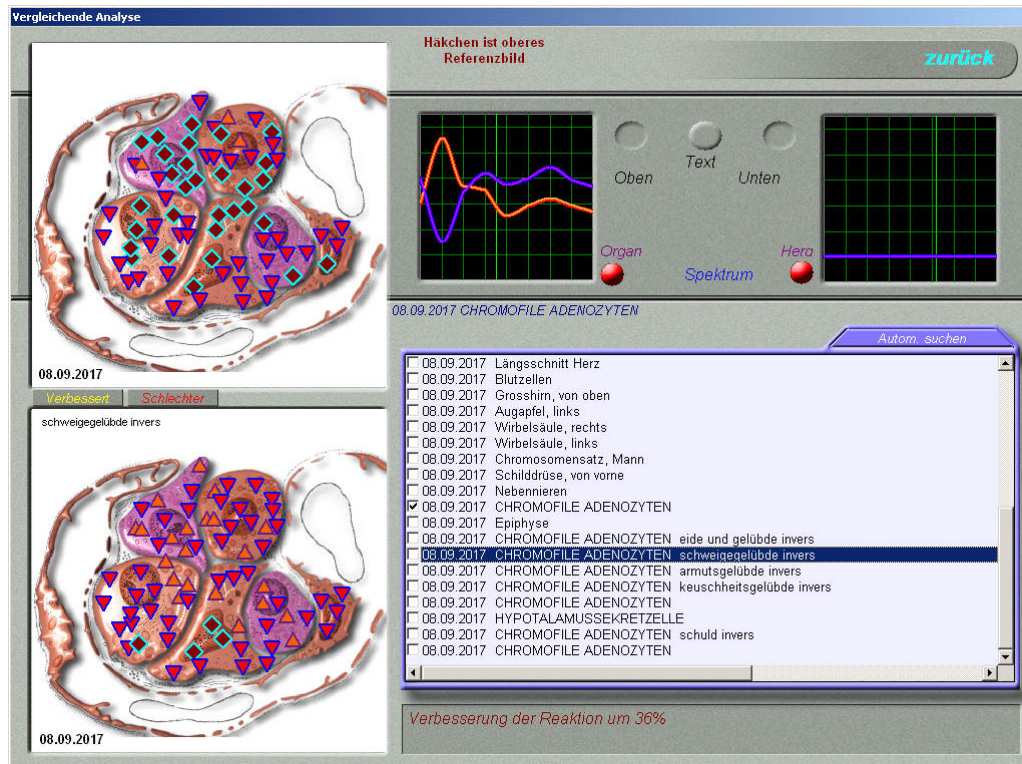 Vergleichende Analyse
Häkchen ist oberes
Referenzbild
zurück
Oben
Text
Unten
Organ
Hera
Spektrum
08.09.2017 CHROMOFILE ADENOZYTEN
Autom. suchen
08.09.2017
Verbessert
Schlechter
schweigegelübde invers
08.09.2017
08.09.2017 Längsschnitt Herz
08.09.2017 Blutzellen
08.09.2017 Grosshirn, von oben
08.09.2017 Augapfel, links
08.09.2017 Wirbelsäule, rechts
08.09.2017 Wirbelsäule, links
08.09.2017 Chromosomensatz, Mann
08.09.2017 Schilddrüse, von vorne
08.09.2017 Nebennieren
08.09.2017 CHROMOFILE ADENOZYTEN
08.09.2017 Epiphyse
08.09.2017 CHROMOFILE ADENOZYTEN eide und gelübde invers
08.09.2017 CHROMOFILE ADENOZYTEN schweigegelübde invers
08.09.2017 CHROMOFILE ADENOZYTEN armutsgelübde invers
08.09.2017 CHROMOFILE ADENOZYTEN keuschheitsgelübde invers
08.09.2017 CHROMOFILE ADENOZYTEN
08.09.2017 HYPOTALAMUSSEKRETZELLE
08.09.2017 CHROMOFILE ADENOZYTEN schuld invers
08.09.2017 CHROMOFILE ADENOZYTEN
Verbesserung der Reaktion um 36%